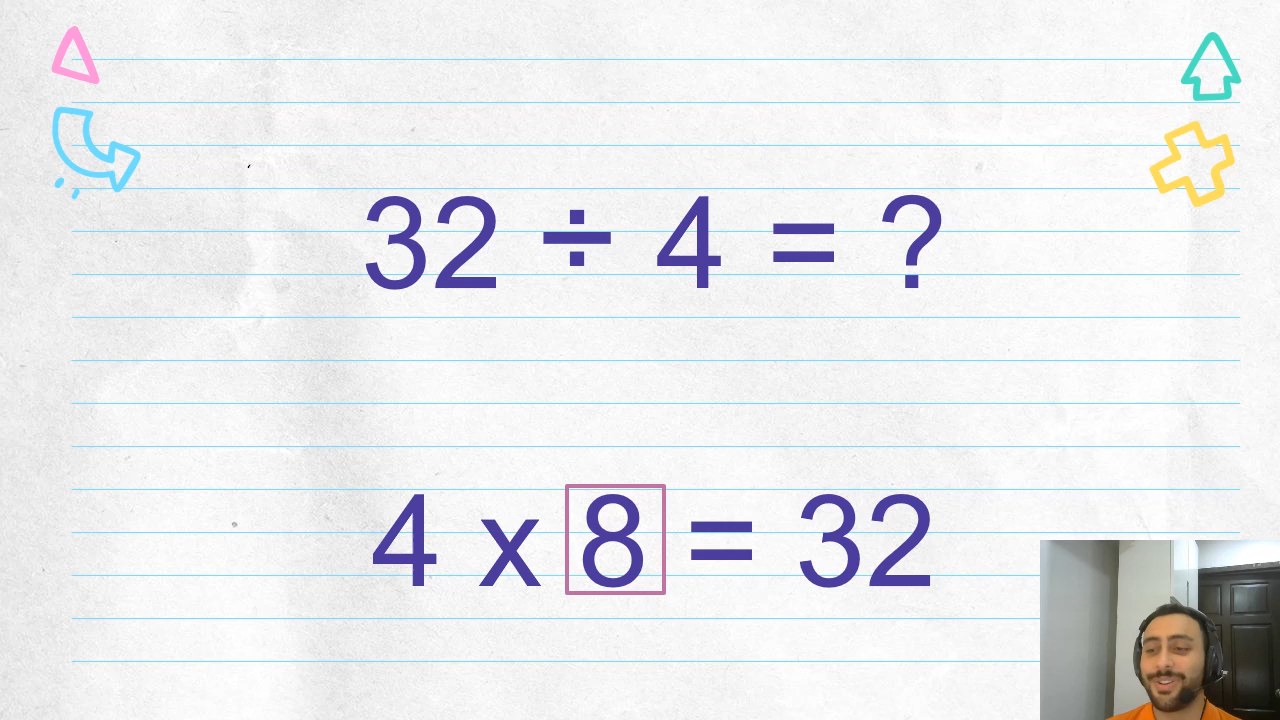 32 ÷ 4 = ?
4 x 8 = 32